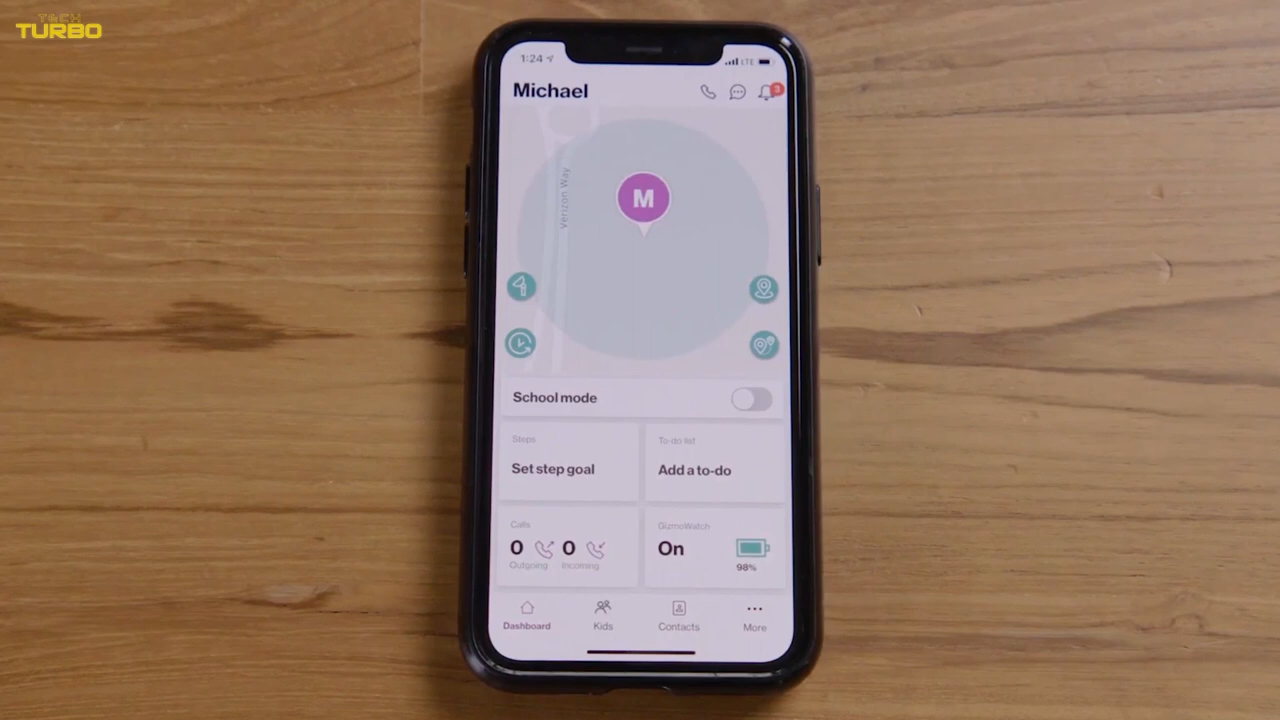 TECH
TURBO
1:24
LTE
Michael
3
Verizon Way
M
School mode
Steps
Set step goal
To-do list
Add a to-do
Calls
0 0
Outgoing Incoming
GizmoWatch
On
98%
Dashboard Kids Contacts More